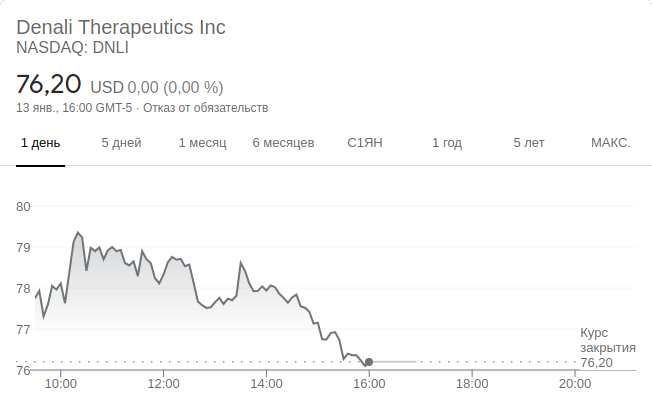 Denali Therapeutics Inc
NASDAQ: DNLI
76,20 USD 0,00 (0,00 %)
13 янв., 16:00 GMT-5 · Отказ от обязательств
1 день 5 дней 1 месяц 6 месяцев С1ЯН 1 год 5 лет МАКС.
80
79
78
77
76
Курс
закрытия
76,20
10:00 12:00 14:00 16:00 18:00 20:00